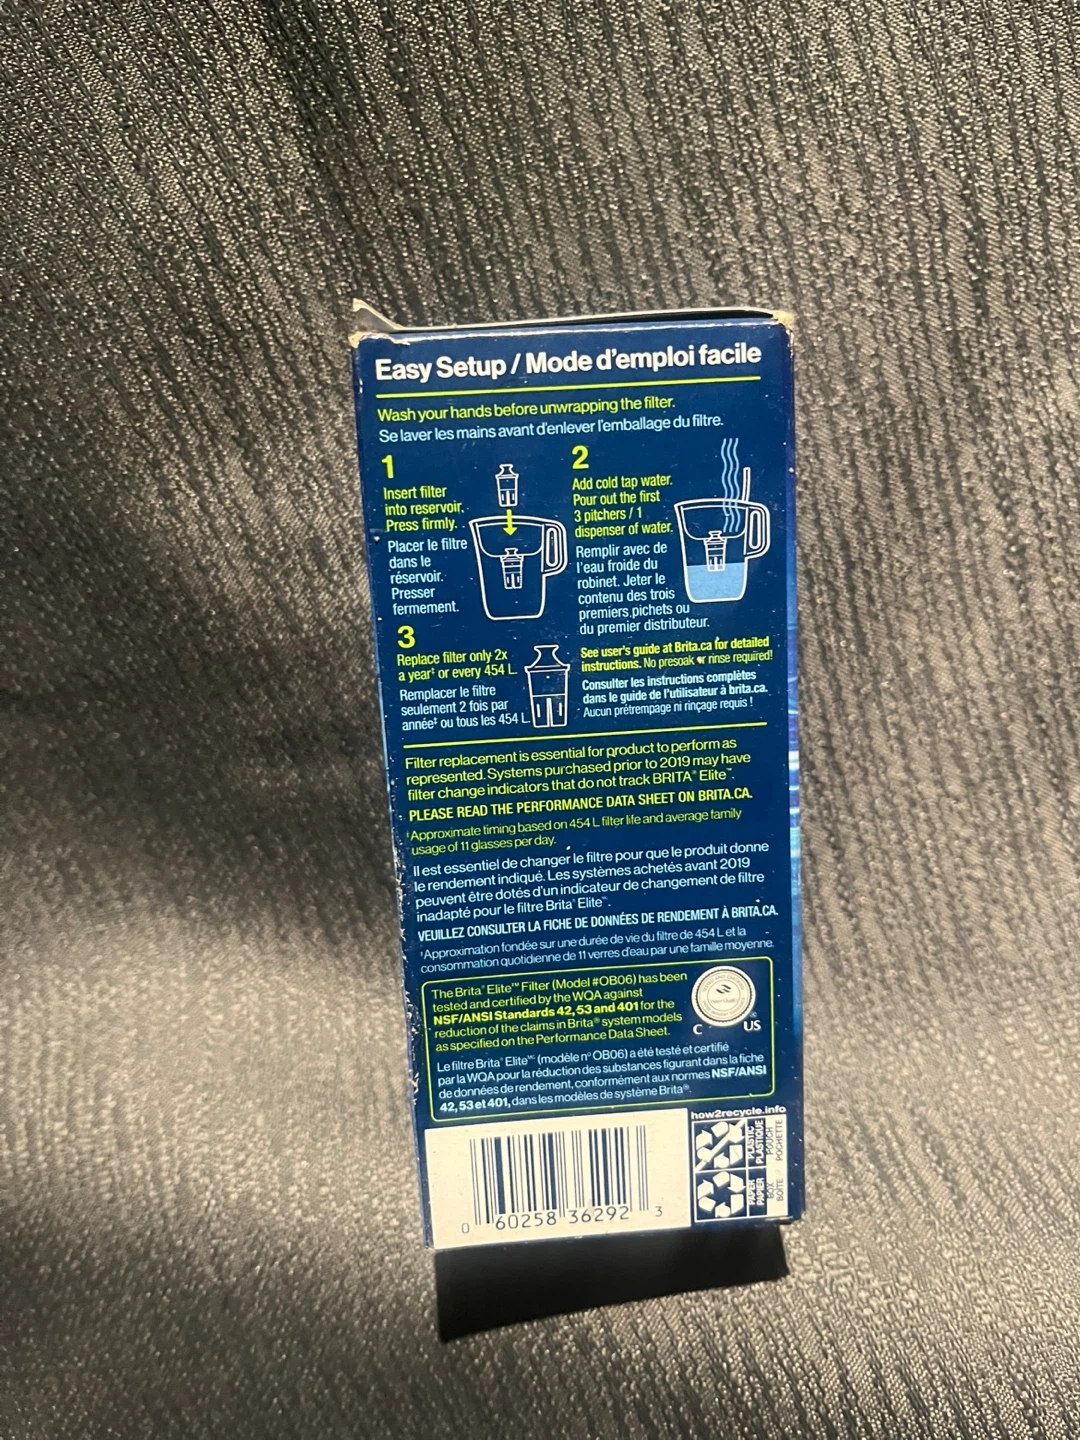 Easy Setup / Mode d'emploi facile
Wash your hands before unwrapping the filter.
Se laver les mains avant d'enlever l'emballage du filtre.
1
Insert filter
into reservoir.
Press firmly.
Placer le filtre
dans le
réservoir.
Presser
fermement.
2
Add cold tap water.
Pour out the first
3 pitchers / 1
dispenser of water.
Remplir avec de
l'eau froide du
robinet. Jeter le
contenu des trois
premiers pichets ou
du premier distributeur.
3
Replace filter only 2x
a year‡ or every 454 L.
Remplacer le filtre
seulement 2 fois par
année‡ ou tous les 454 L.
See user's guide at Brita.ca for detailed
instructions. No presoak or rinse required!
Consulter les instructions complètes
dans le guide de l'utilisateur à brita.ca.
Aucun prétrempage ni rinçage requis !
Filter replacement is essential for product to perform as
represented. Systems purchased prior to 2019 may have
filter change indicators that do not track BRITA® Elite™.
PLEASE READ THE PERFORMANCE DATA SHEET ON BRITA.CA.
‡Approximate timing based on 454 L filter life and average family
usage of 11 glasses per day.
Il est essentiel de changer le filtre pour que le produit donne
le rendement indiqué. Les systèmes achetés avant 2019
peuvent être dotés d'un indicateur de changement de filtre
inadapté pour le filtre Brita® Elite™.
VEUILLEZ CONSULTER LA FICHE DE DONNÉES DE RENDEMENT À BRITA.CA.
‡Approximation fondée sur une durée de vie du filtre de 454 L et la
consommation quotidienne de 11 verres d'eau par une famille moyenne.
The Brita® Elite™ Filter (Model #OB06) has been
tested and certified by the WQA against
NSF/ANSI Standards 42, 53 and 401 for the
reduction of the claims in Brita® system models
as specified on the Performance Data Sheet.
C US
Le filtre Brita® Elite™ (modèle n° OB06) a été testé et certifié
par la WQA pour la réduction des substances figurant dans la fiche
de données de rendement, conformément aux normes NSF/ANSI
42, 53 et 401, dans les modèles de système Brita®.
how2recycle.info
PLASTIC
PLASTIQUE
POUCH
POCHETTE
PAPER
PAPIER
BOX
BOÎTE
0 60258 36292 3